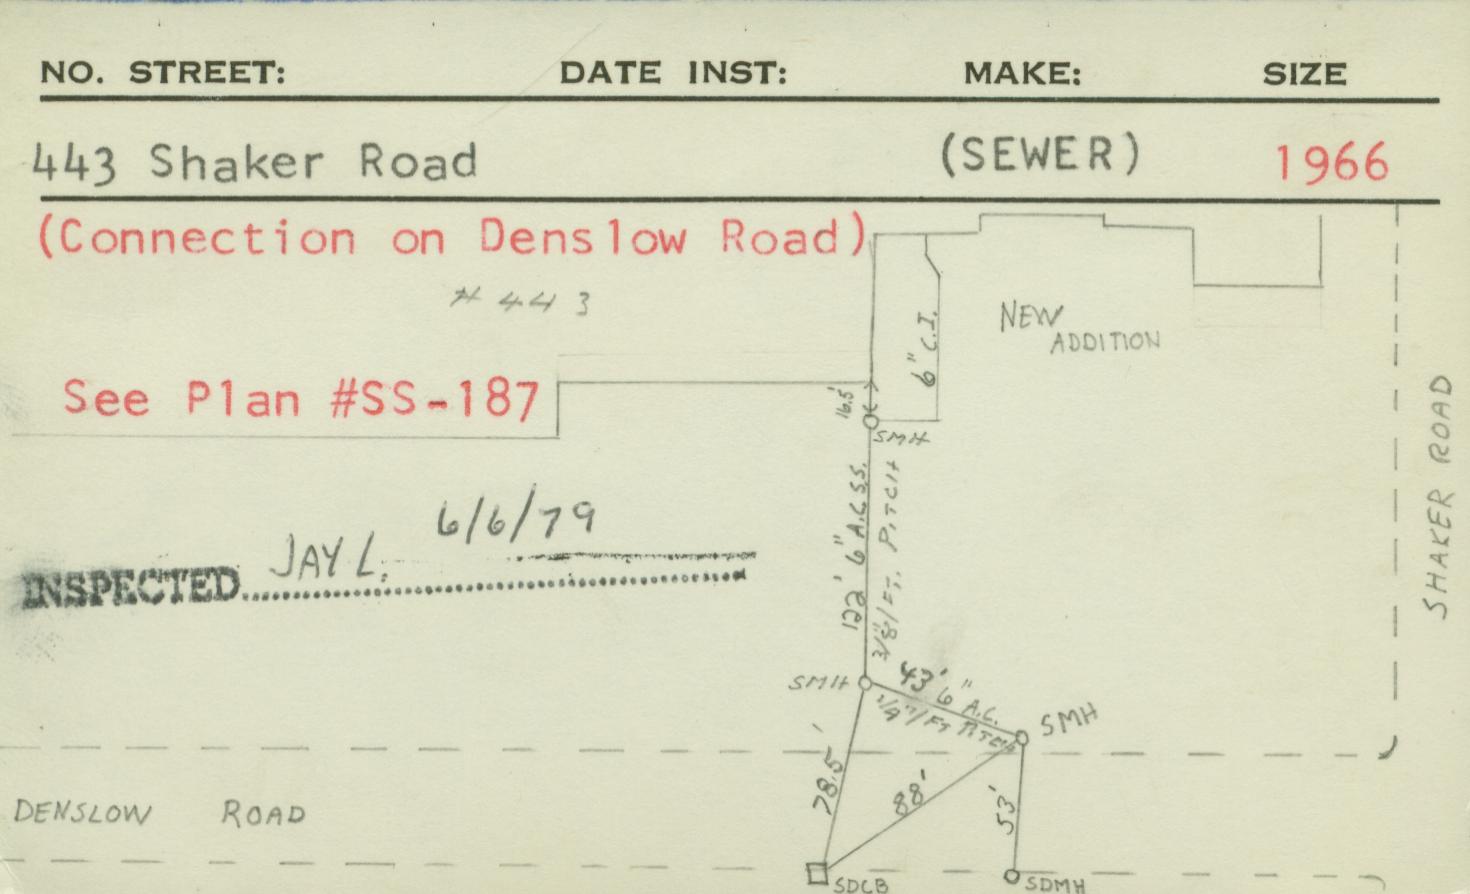 NO. STREET: DATE INST: MAKE: SIZE
443 Shaker Road (SEWER) 1966
(Connection on Denslow Road)
# 443
NEW
ADDITION
6" C.I.
See Plan #SS-187
16.5'
SMH
SHAKER ROAD
122' 6" A.C.S.S.
3/8"/FT. PITCH
6/6/79
INSPECTED JAY L.
SMH
43' 6" A.C.
1/4"/FT PITCH
SMH
78.5'
88'
53'
DENSLOW ROAD
SDCB
SDMH